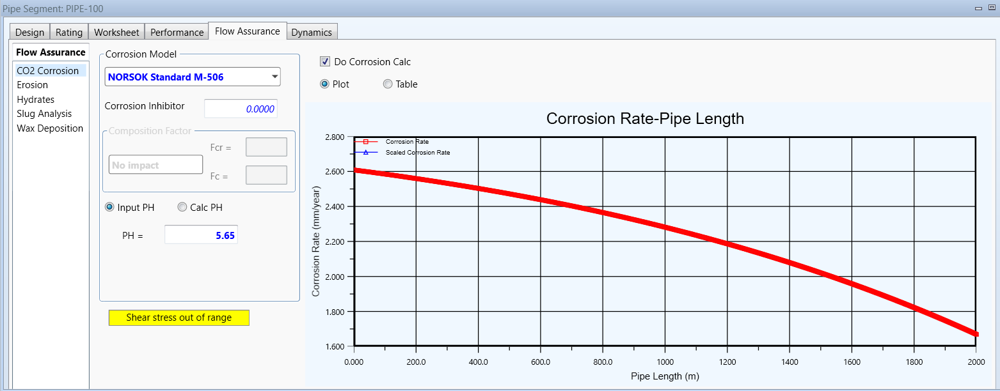 Pipe Segment: PIPE-100
Design Rating Worksheet Performance Flow Assurance Dynamics
Flow Assurance
CO2 Corrosion
Erosion
Hydrates
Slug Analysis
Wax Deposition
Corrosion Model
NORSOK Standard M-506
Corrosion Inhibitor 0.0000
Composition Factor
Fcr =
No impact
Fc =
Input PH Calc PH
PH = 5.65
Shear stress out of range
Do Corrosion Calc
Plot Table
Corrosion Rate-Pipe Length
Corrosion Rate
Scaled Corrosion Rate
Corrosion Rate (mm/year)
2.800
2.600
2.400
2.200
2.000
1.800
1.600
0.000 200.0 400.0 600.0 800.0 1000 1200 1400 1600 1800 2000
Pipe Length (m)